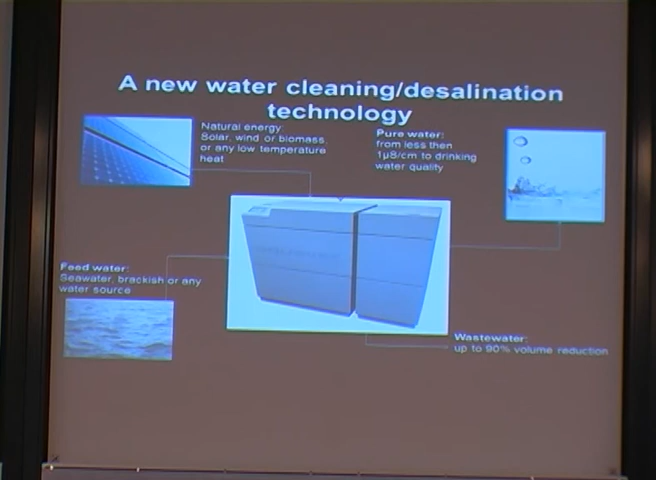 A new water cleaning/desalination
technology
Natural energy:
Solar, wind or biomass,
or any low temperature
heat
Pure water:
from less then
1µS/cm to drinking
water quality
Feed water:
Seawater, brackish or any
water source
Wastewater:
up to 90% volume reduction